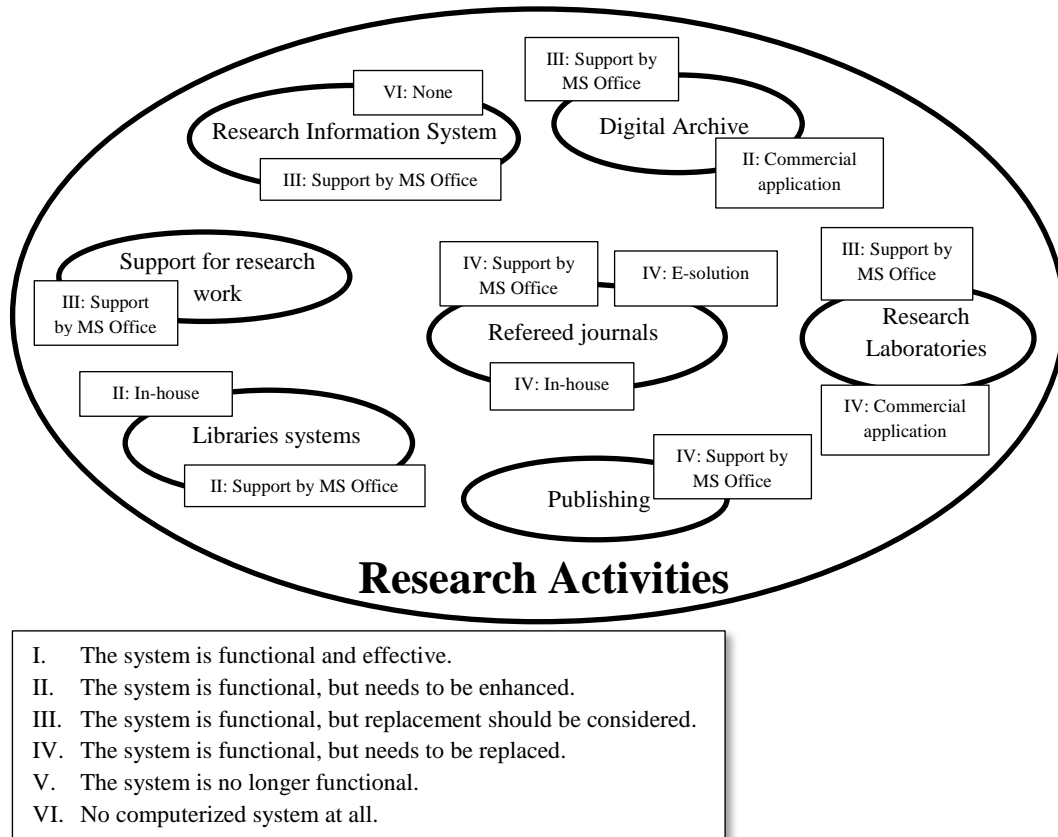 III: Support by
MS Office
VI: None
Research Information System
Digital Archive
III: Support by MS Office
II: Commercial
application
Support for research
work
III: Support
by MS Office
IV: Support by
MS Office
IV: E-solution
Refereed journals
IV: In-house
III: Support by
MS Office
Research
Laboratories
IV: Commercial
application
II: In-house
Libraries systems
II: Support by MS Office
IV: Support by
MS Office
Publishing
Research Activities
I. The system is functional and effective.
II. The system is functional, but needs to be enhanced.
III. The system is functional, but replacement should be considered.
IV. The system is functional, but needs to be replaced.
V. The system is no longer functional.
VI. No computerized system at all.